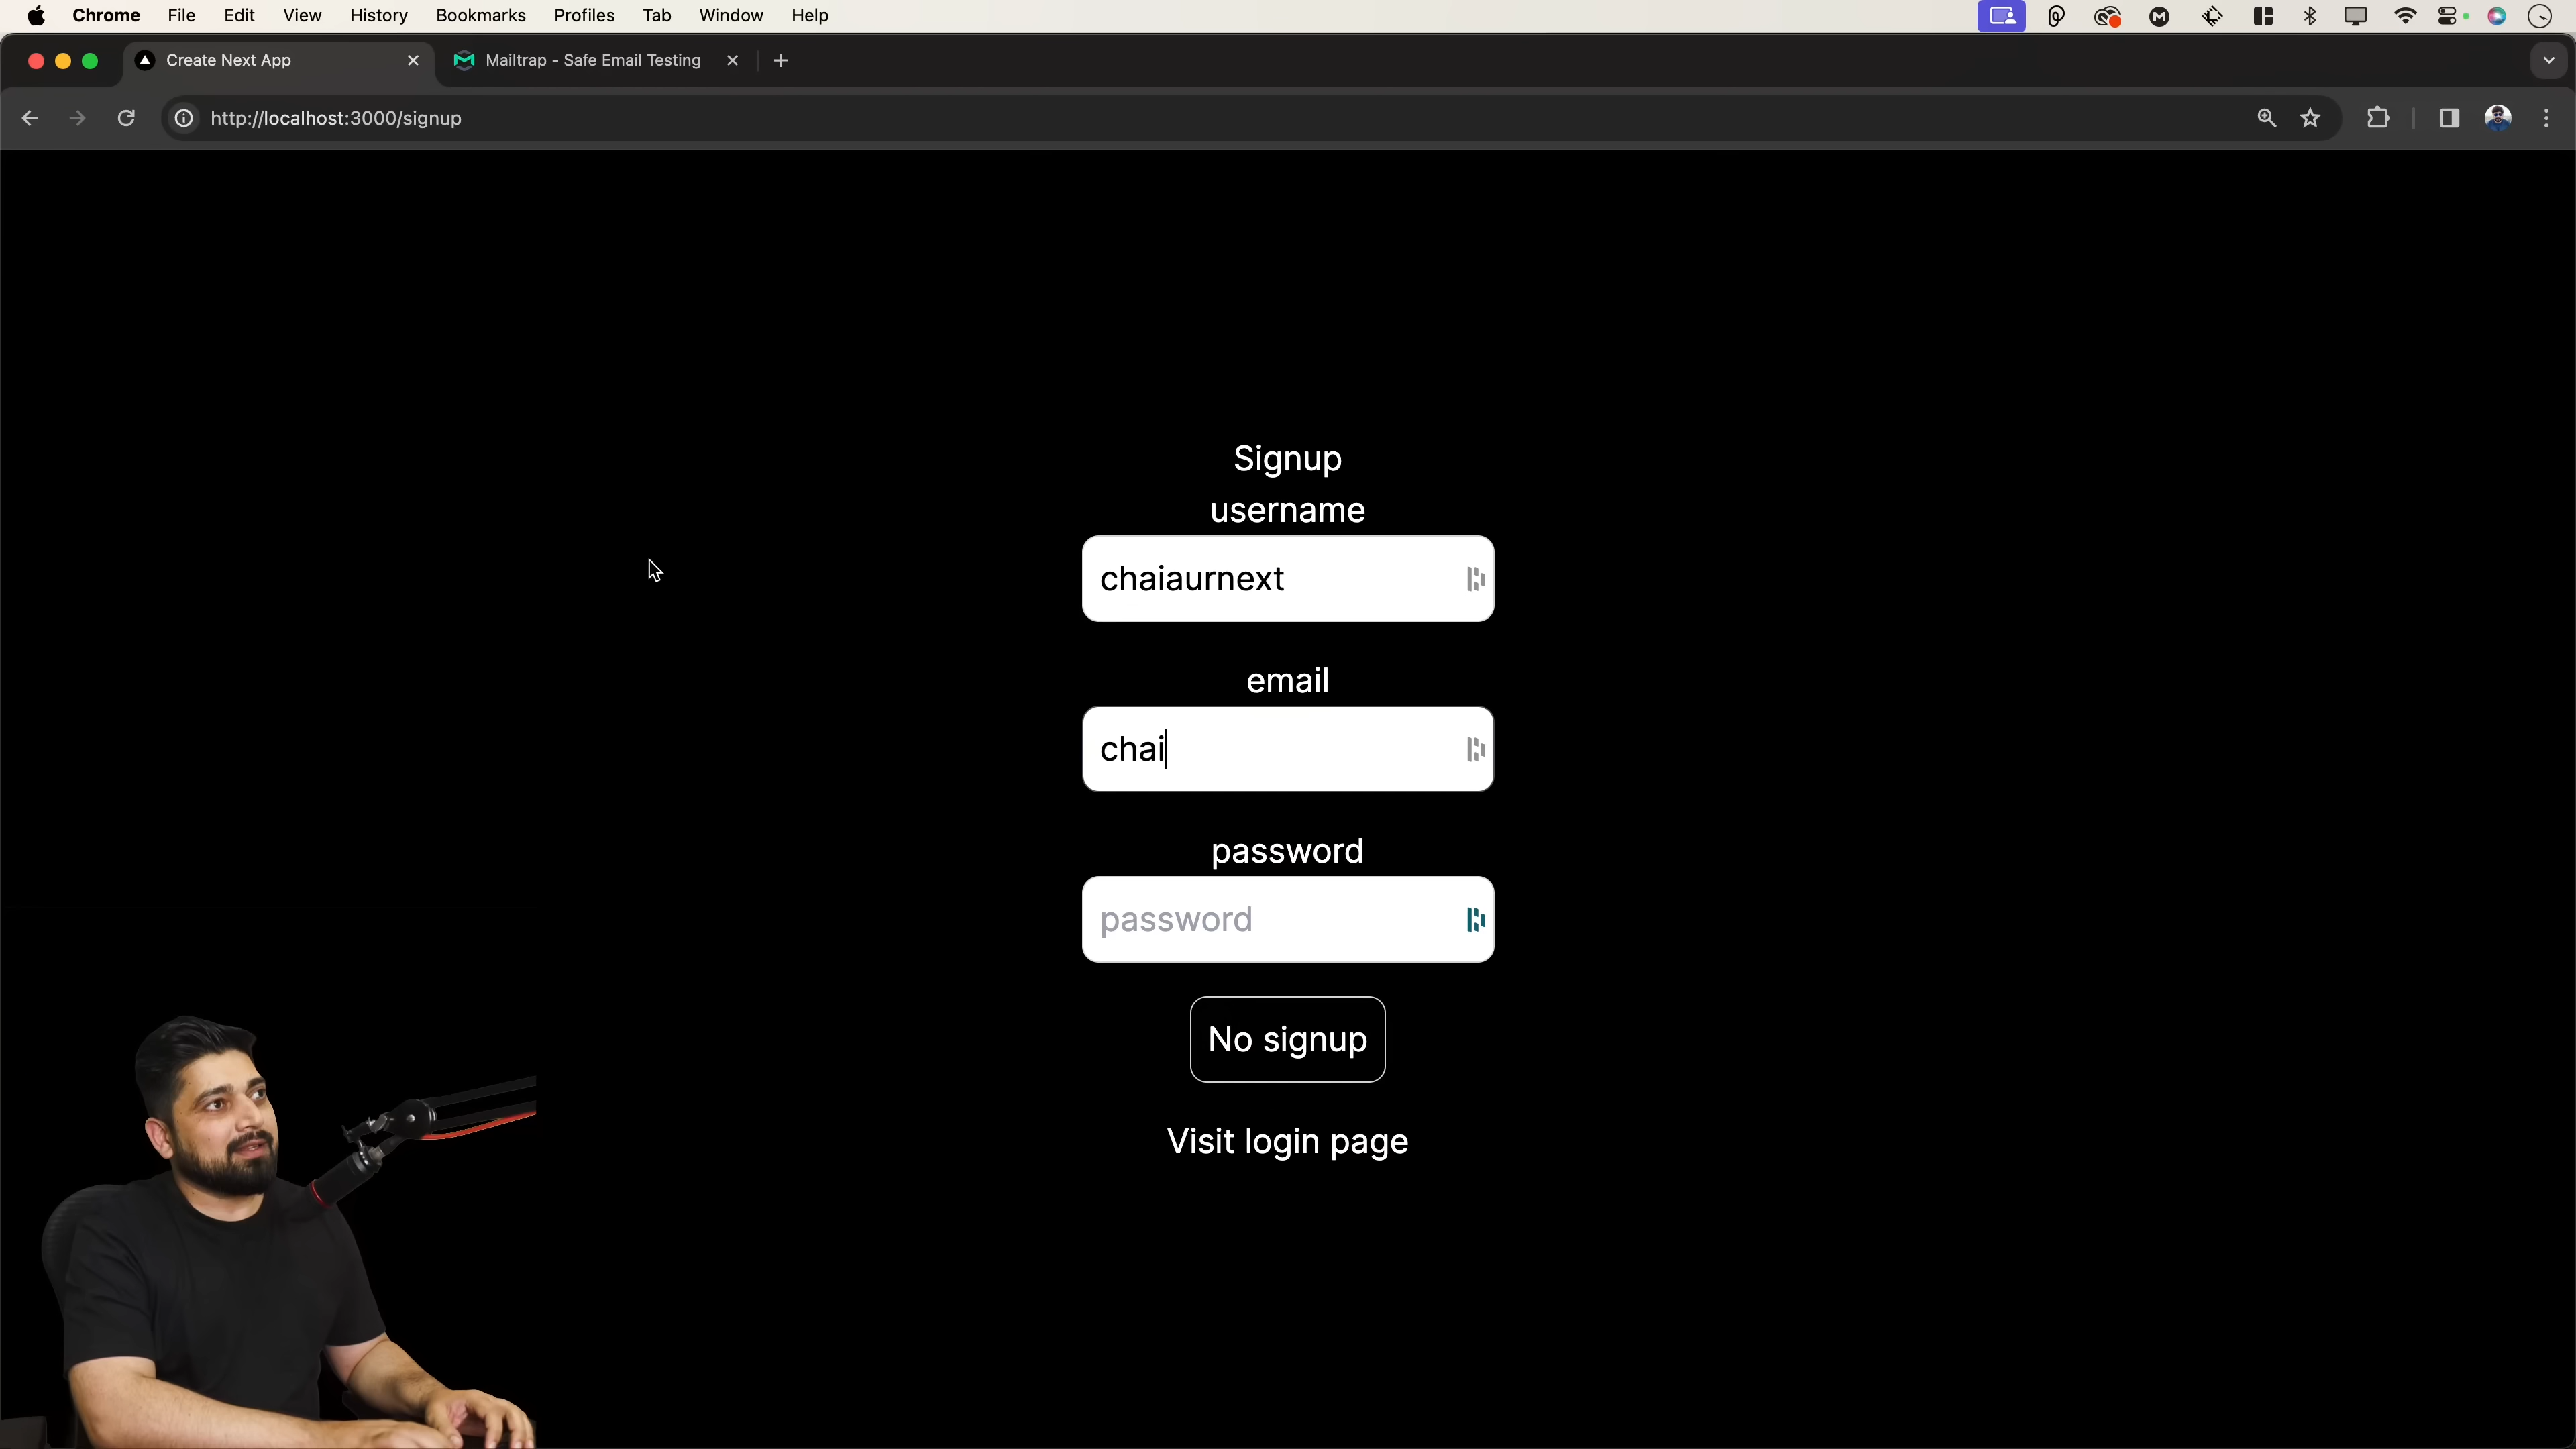 Chrome File Edit View History Bookmarks Profiles Tab Window Help
Create Next App
Mailtrap - Safe Email Testing
http://localhost:3000/signup
Signup
username
chaiaurnext
email
chai
password
password
No signup
Visit login page